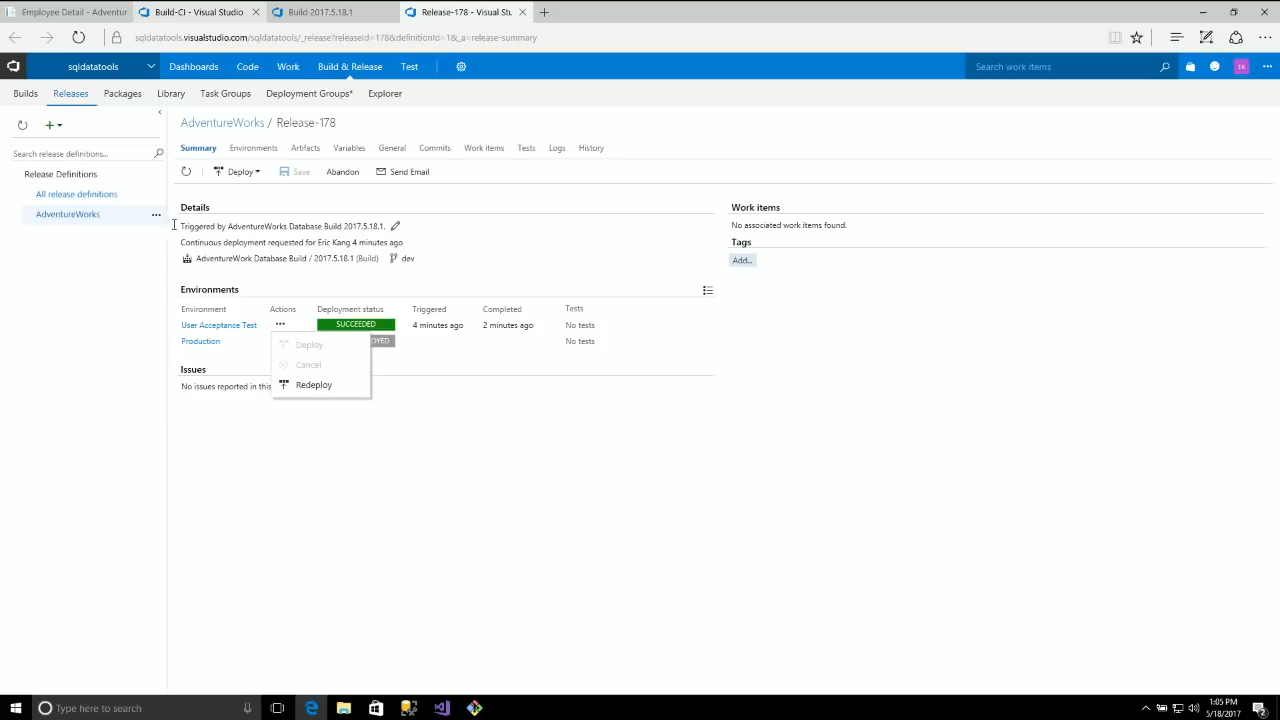 Employee Detail - Adventur
Build-CI - Visual Studio
Build 2017.5.18.1
Release-178 - Visual Stu
sqldatatools.visualstudio.com/sqldatatools/_release?releaseId=178&definitionId=1&_a=release-summary
sqldatatools
Dashboards
Code
Work
Build & Release
Test
Search work items
EK
Builds
Releases
Packages
Library
Task Groups
Deployment Groups*
Explorer
AdventureWorks / Release-178
Summary
Environments
Artifacts
Variables
General
Commits
Work items
Tests
Logs
History
Search release definitions...
Deploy
Save
Abandon
Send Email
Release Definitions
All release definitions
AdventureWorks
Details
Triggered by AdventureWorks Database Build 2017.5.18.1.
Continuous deployment requested for Eric Kang 4 minutes ago
AdventureWork Database Build / 2017.5.18.1 (Build) dev
Work items
No associated work items found.
Tags
Add...
Environments
Environment Actions Deployment status Triggered Completed Tests
User Acceptance Test ... SUCCEEDED 4 minutes ago 2 minutes ago No tests
Production OYED No tests
Deploy
Cancel
Redeploy
Issues
No issues reported in this
Type here to search
1:05 PM
5/18/2017
2